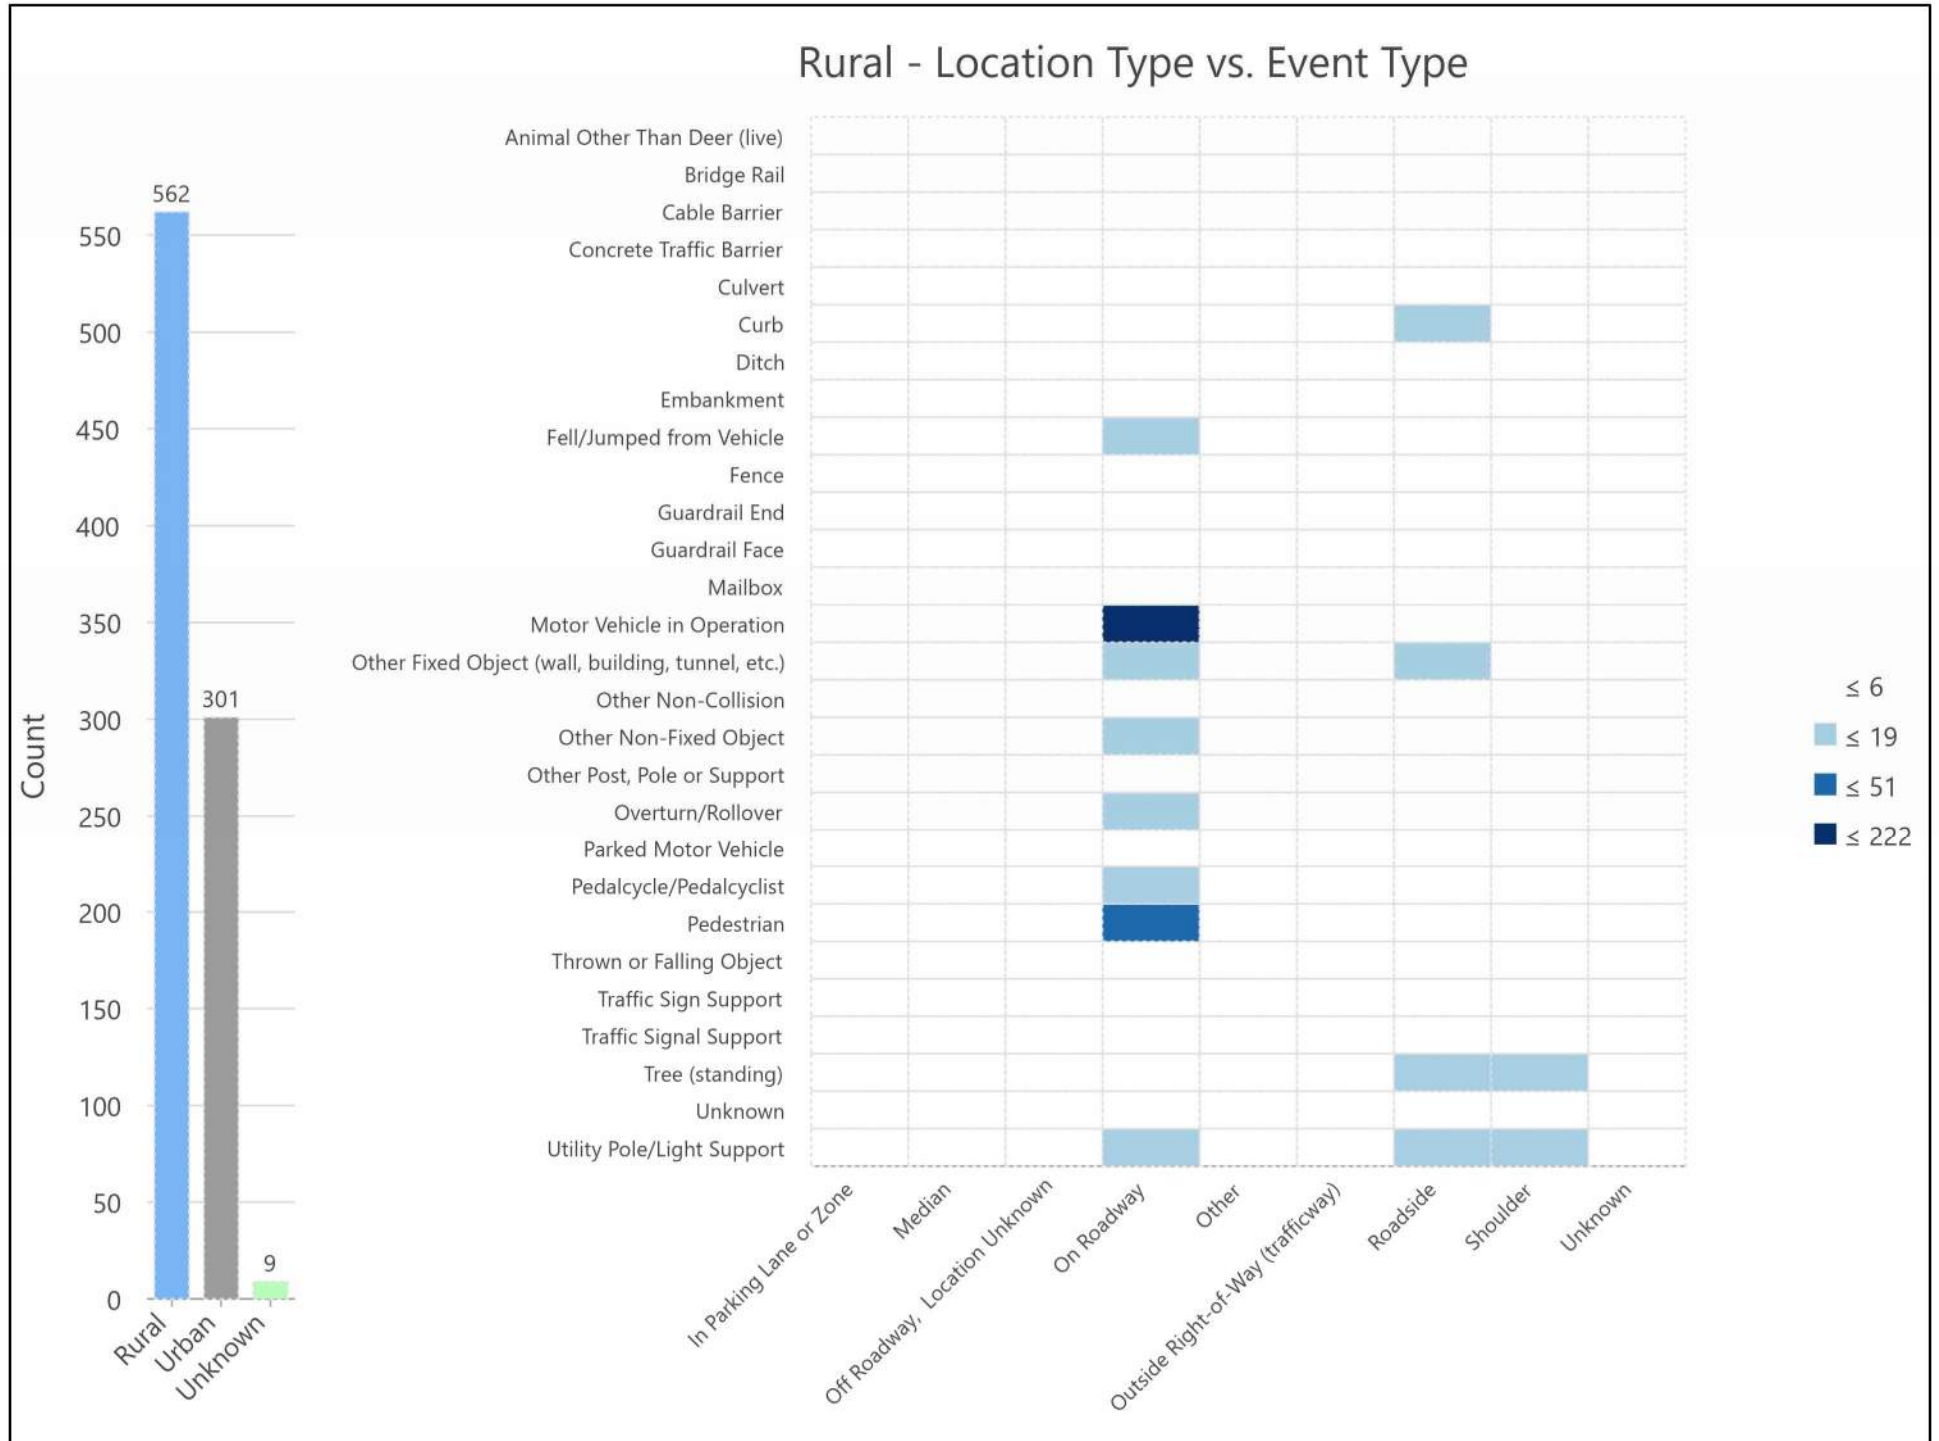 Rural - Location Type vs. Event Type
Count
550
500
450
400
350
300
250
200
150
100
50
0
562
301
9
Rural
Urban
Unknown
Animal Other Than Deer (live)
Bridge Rail
Cable Barrier
Concrete Traffic Barrier
Culvert
Curb
Ditch
Embankment
Fell/Jumped from Vehicle
Fence
Guardrail End
Guardrail Face
Mailbox
Motor Vehicle in Operation
Other Fixed Object (wall, building, tunnel, etc.)
Other Non-Collision
Other Non-Fixed Object
Other Post, Pole or Support
Overturn/Rollover
Parked Motor Vehicle
Pedalcycle/Pedalcyclist
Pedestrian
Thrown or Falling Object
Traffic Sign Support
Traffic Signal Support
Tree (standing)
Unknown
Utility Pole/Light Support
In Parking Lane or Zone
Median
Off Roadway, Location Unknown
On Roadway
Other
Outside Right-of-Way (trafficway)
Roadside
Shoulder
Unknown
≤ 6
≤ 19
≤ 51
≤ 222